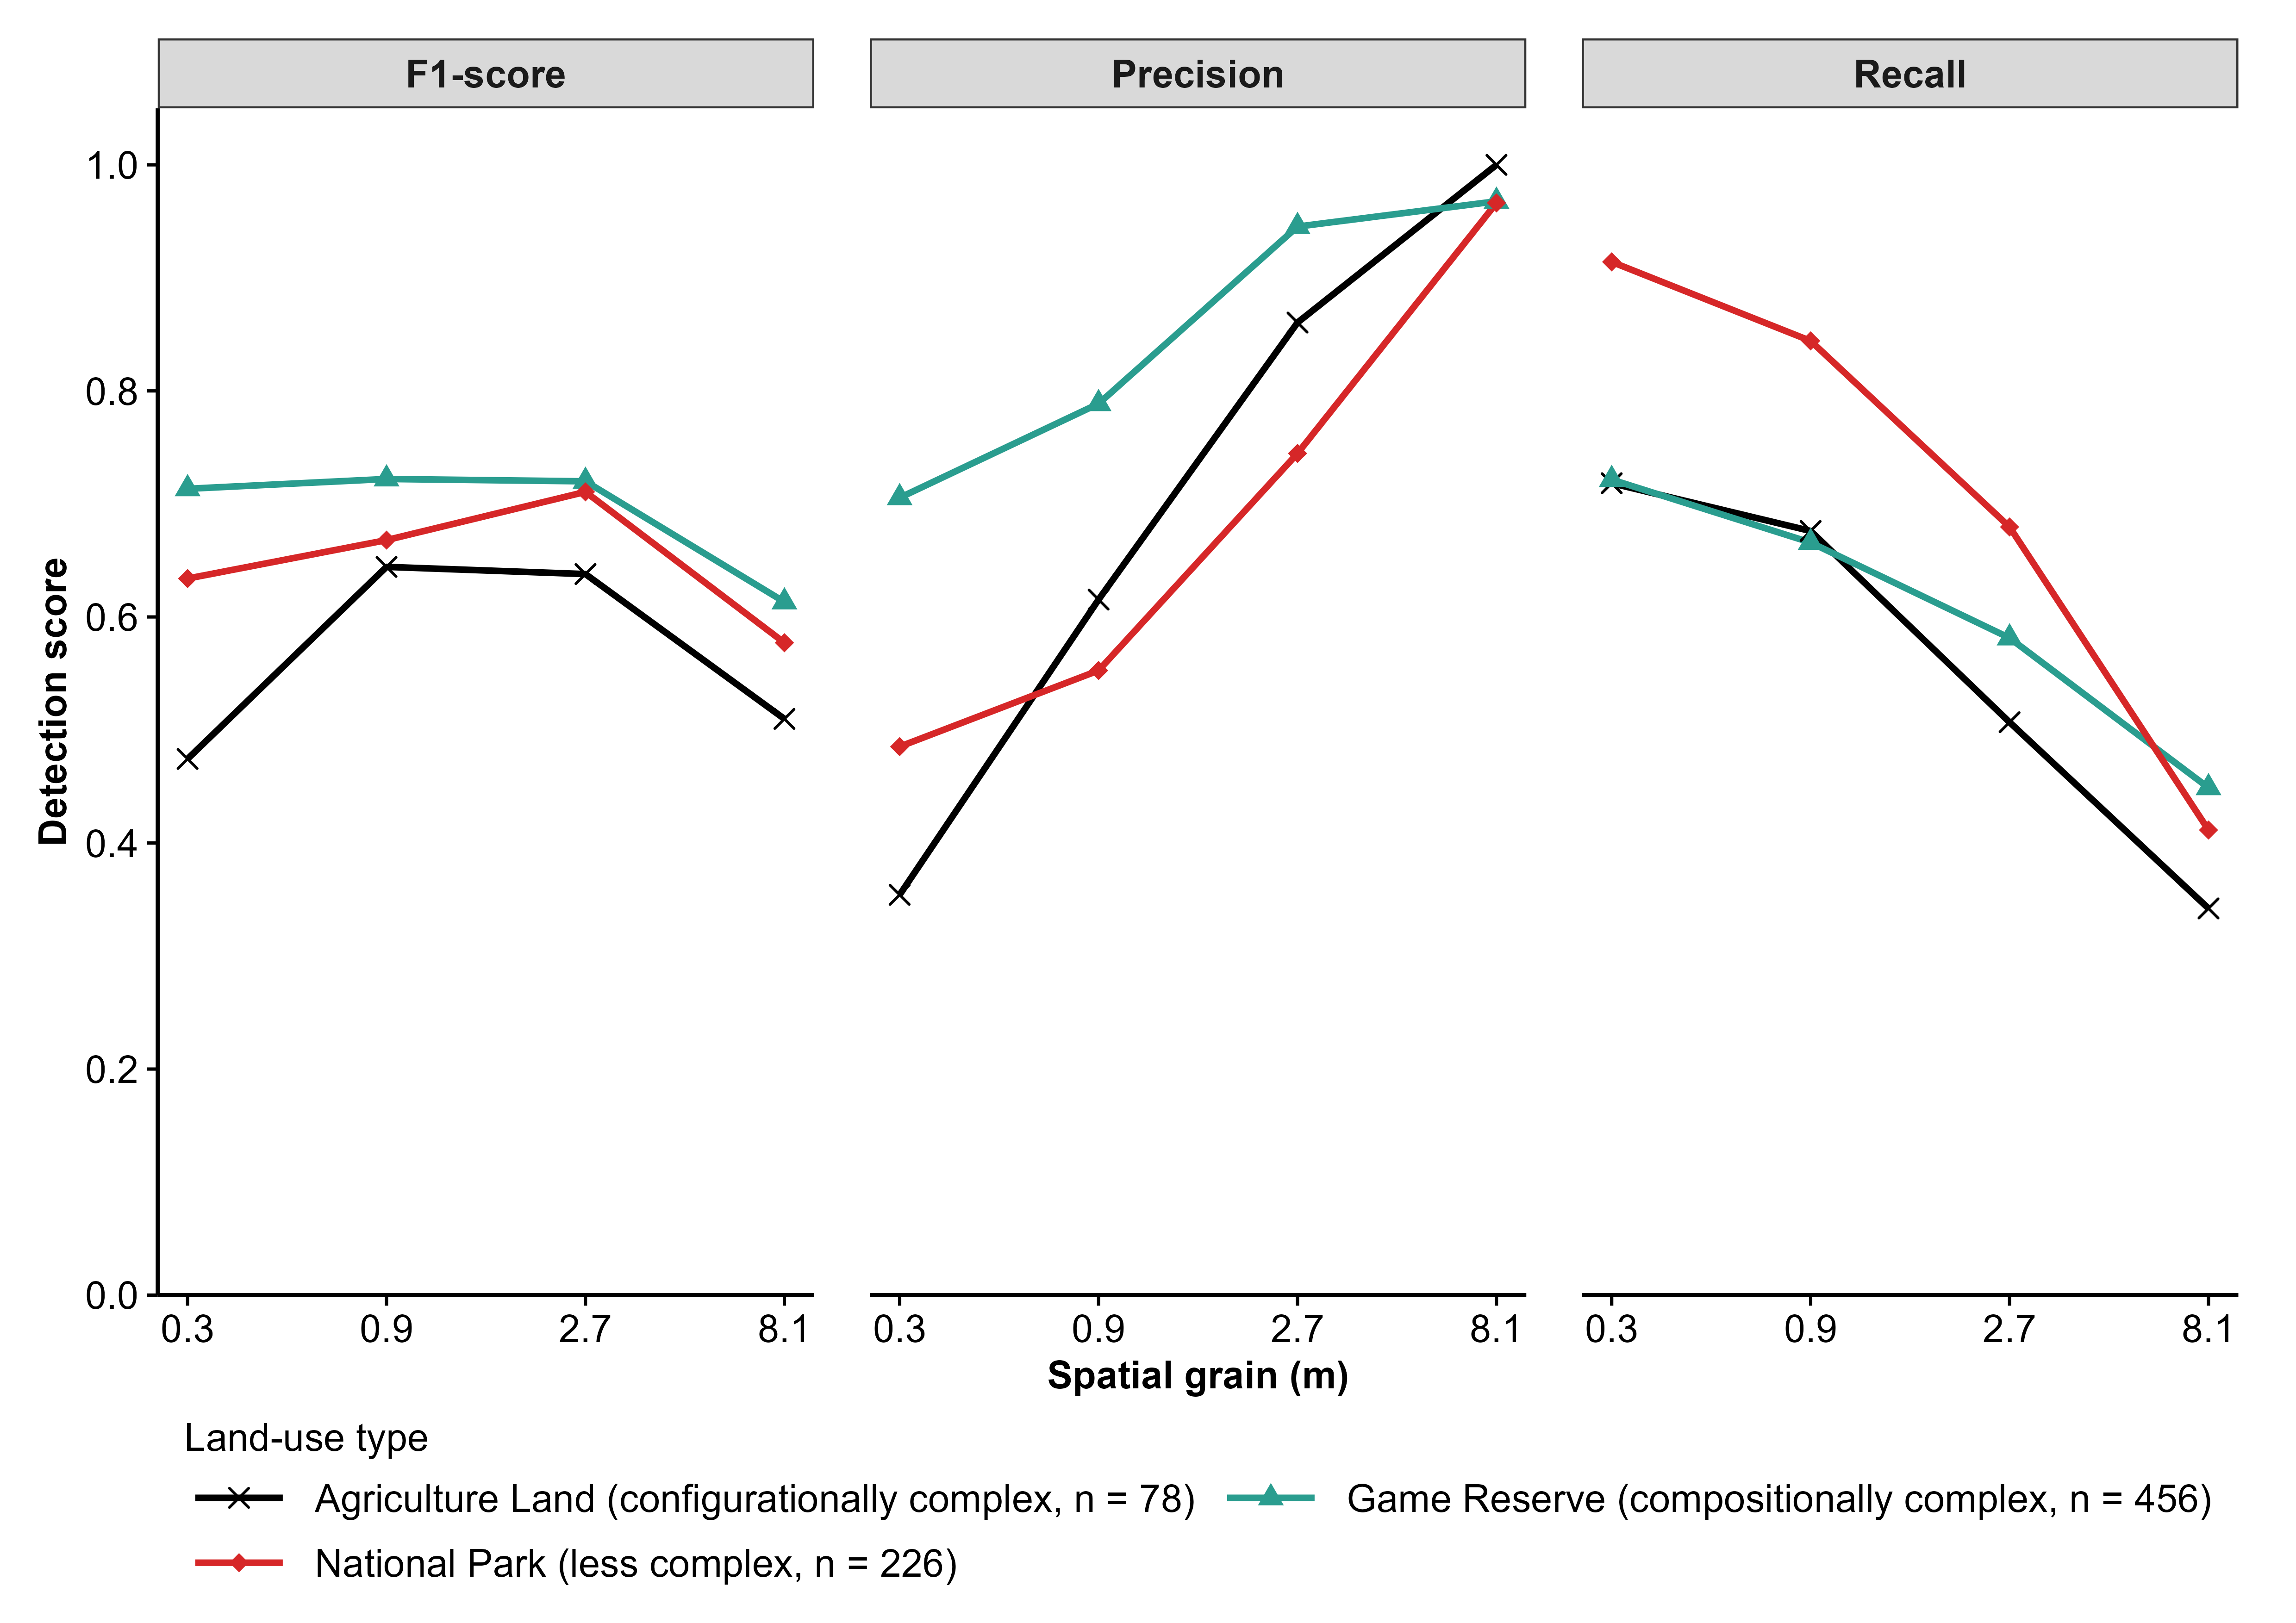 F1-score Precision Recall
Detection score
1.0
0.8
0.6
0.4
0.2
0.0
0.3 0.9 2.7 8.1 0.3 0.9 2.7 8.1 0.3 0.9 2.7 8.1
Spatial grain (m)
Land-use type
Agriculture Land (configurationally complex, n = 78) Game Reserve (compositionally complex, n = 456)
National Park (less complex, n = 226)